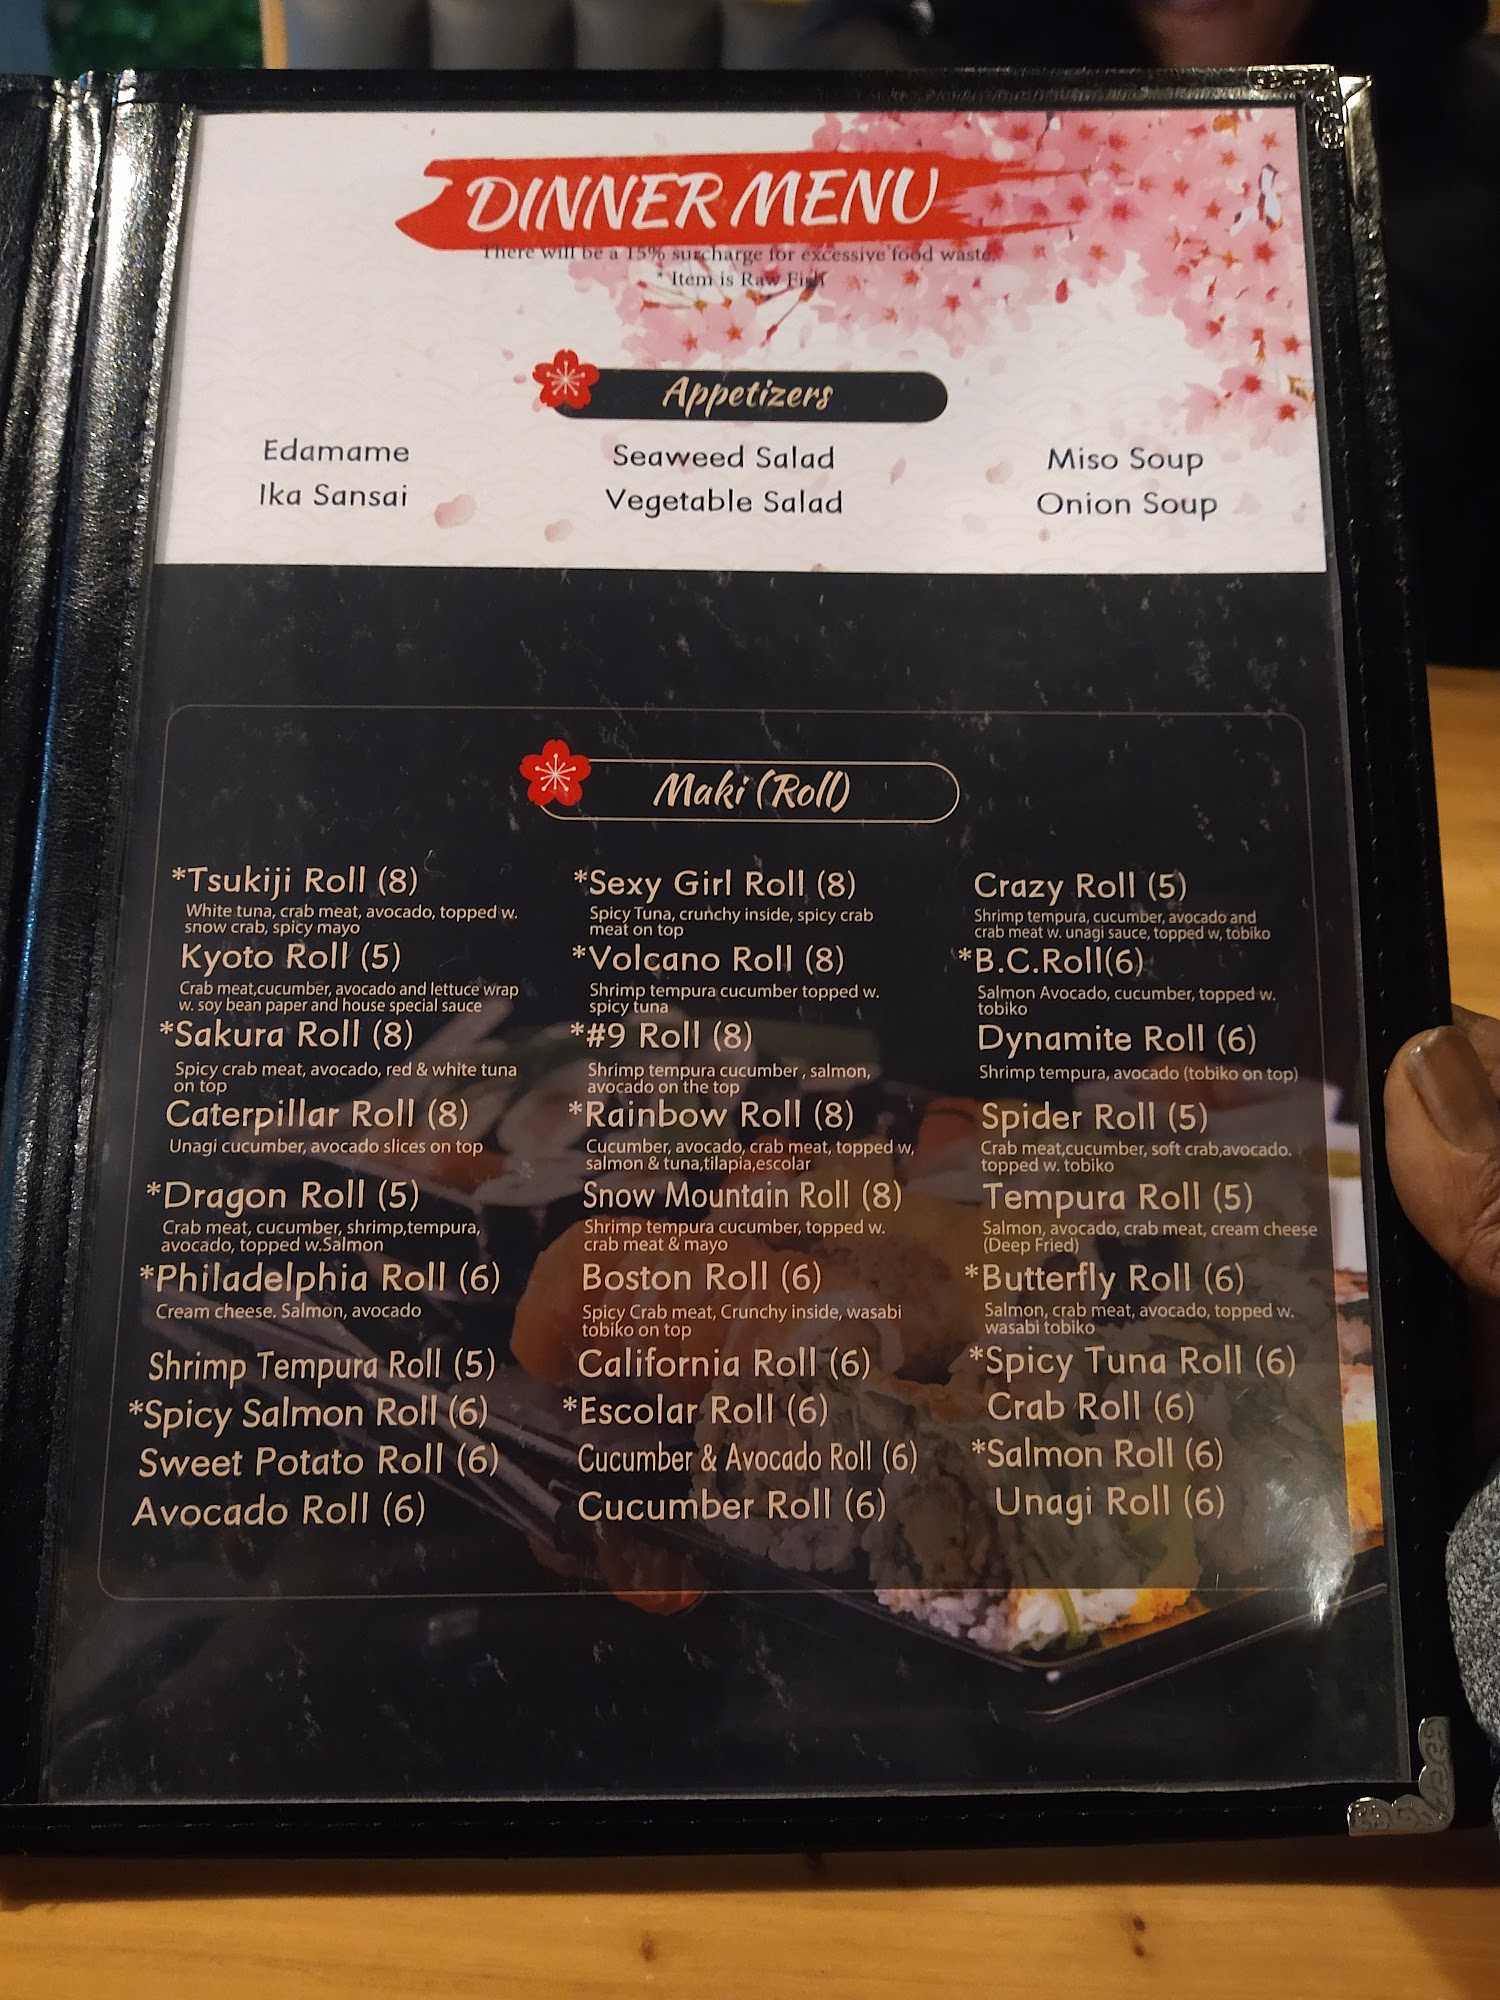 DINNER MENU
There will be a 15% surcharge for excessive food waste.
* Item is Raw Fish
Appetizers
Edamame
Ika Sansai
Seaweed Salad
Vegetable Salad
Miso Soup
Onion Soup
Maki (Roll)
*Tsukiji Roll (8)
White tuna, crab meat, avocado, topped w.
snow crab, spicy mayo
Kyoto Roll (5)
Crab meat,cucumber, avocado and lettuce wrap
w. soy bean paper and house special sauce
*Sakura Roll (8)
Spicy crab meat, avocado, red & white tuna
on top
Caterpillar Roll (8)
Unagi cucumber, avocado slices on top
*Dragon Roll (5)
Crab meat, cucumber, shrimp,tempura,
avocado, topped w.Salmon
*Philadelphia Roll (6)
Cream cheese. Salmon, avocado
Shrimp Tempura Roll (5)
*Spicy Salmon Roll (6)
Sweet Potato Roll (6)
Avocado Roll (6)
*Sexy Girl Roll (8)
Spicy Tuna, crunchy inside, spicy crab
meat on top
*Volcano Roll (8)
Shrimp tempura cucumber topped w.
spicy tuna
*#9 Roll (8)
Shrimp tempura cucumber , salmon,
avocado on the top
*Rainbow Roll (8)
Cucumber, avocado, crab meat, topped w,
salmon & tuna,tilapia,escolar
Snow Mountain Roll (8)
Shrimp tempura cucumber, topped w.
crab meat & mayo
Boston Roll (6)
Spicy Crab meat, Crunchy inside, wasabi
tobiko on top
California Roll (6)
*Escolar Roll (6)
Cucumber & Avocado Roll (6)
Cucumber Roll (6)
Crazy Roll (5)
Shrimp tempura, cucumber, avocado and
crab meat w. unagi sauce, topped w, tobiko
*B.C.Roll(6)
Salmon Avocado, cucumber, topped w.
tobiko
Dynamite Roll (6)
Shrimp tempura, avocado (tobiko on top)
Spider Roll (5)
Crab meat,cucumber, soft crab,avocado.
topped w. tobiko
Tempura Roll (5)
Salmon, avocado, crab meat, cream cheese
(Deep Fried)
*Butterfly Roll (6)
Salmon, crab meat, avocado, topped w.
wasabi tobiko
*Spicy Tuna Roll (6)
Crab Roll (6)
*Salmon Roll (6)
Unagi Roll (6)